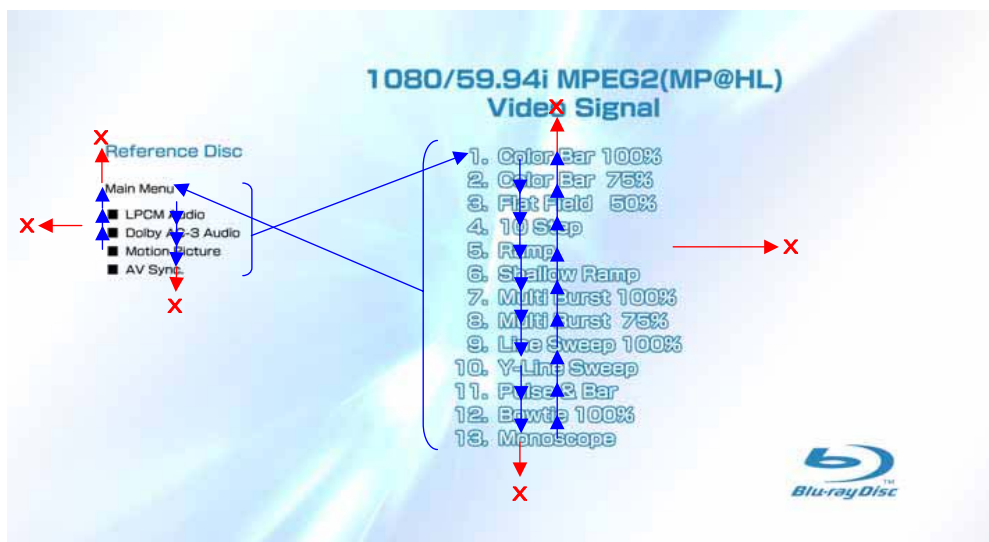 1080/59.94i MPEG2(MP@HL)
Video Signal
Reference Disc
Main Menu
■ LPCM Audio
■ Dolby AC-3 Audio
■ Motion Picture
■ AV Sync.
1. Color Bar 100%
2. Color Bar 75%
3. Flat Field 50%
4. 10 Step
5. Ramp
6. Shallow Ramp
7. Multi Burst 100%
8. Multi Burst 75%
9. Line Sweep 100%
10. Y-Line Sweep
11. Pulse & Bar
12. Bowtie 100%
13. Monoscope
X
X
X
X
X
X
Blu-ray Disc™